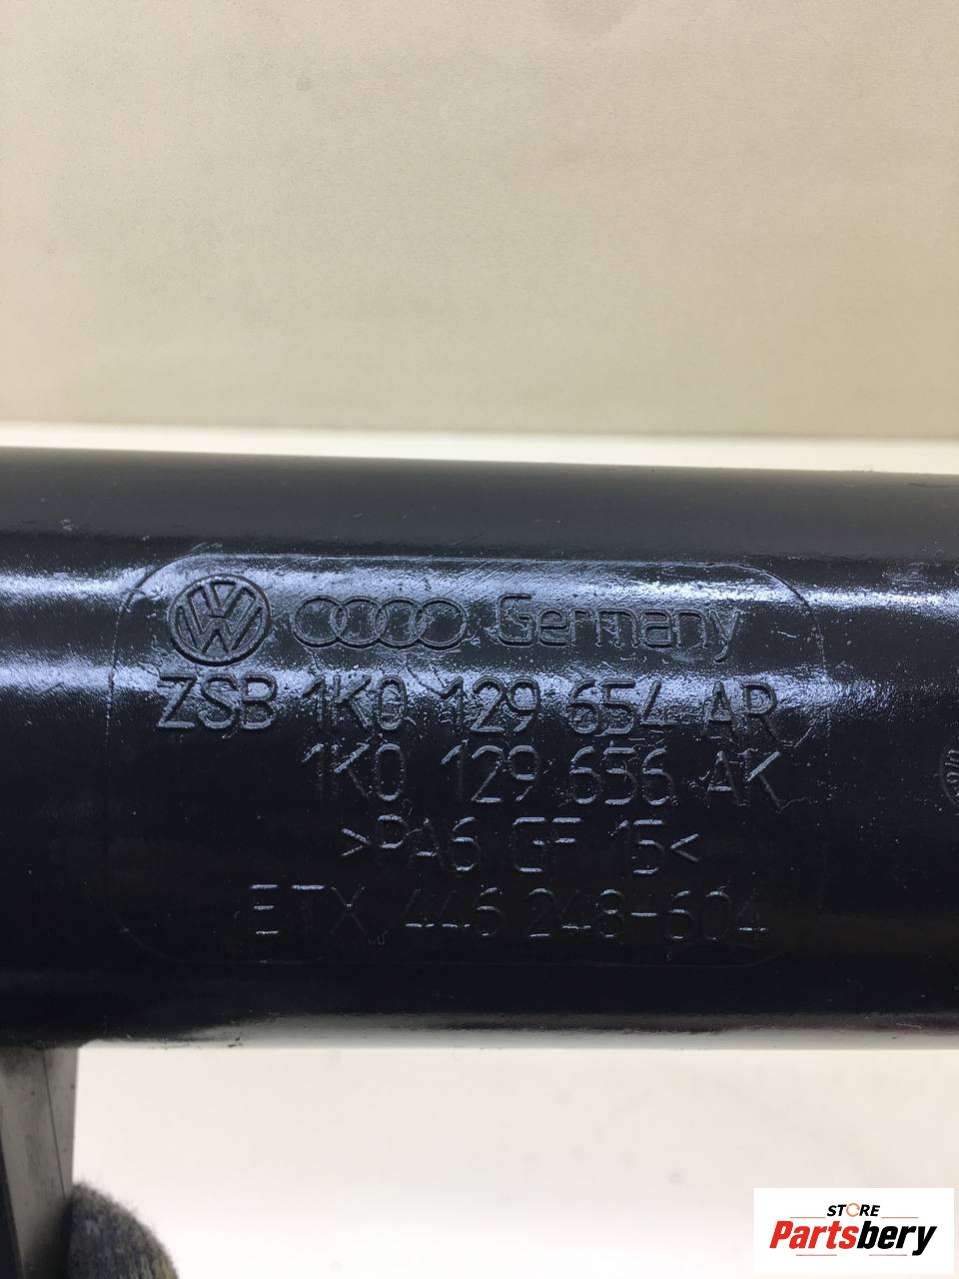 Germany
ZSB 1K0 129 654 AR
1K0 129 656 AK
>PA6 GF 15<
ETX 446 248-604
STORE
Partsbery